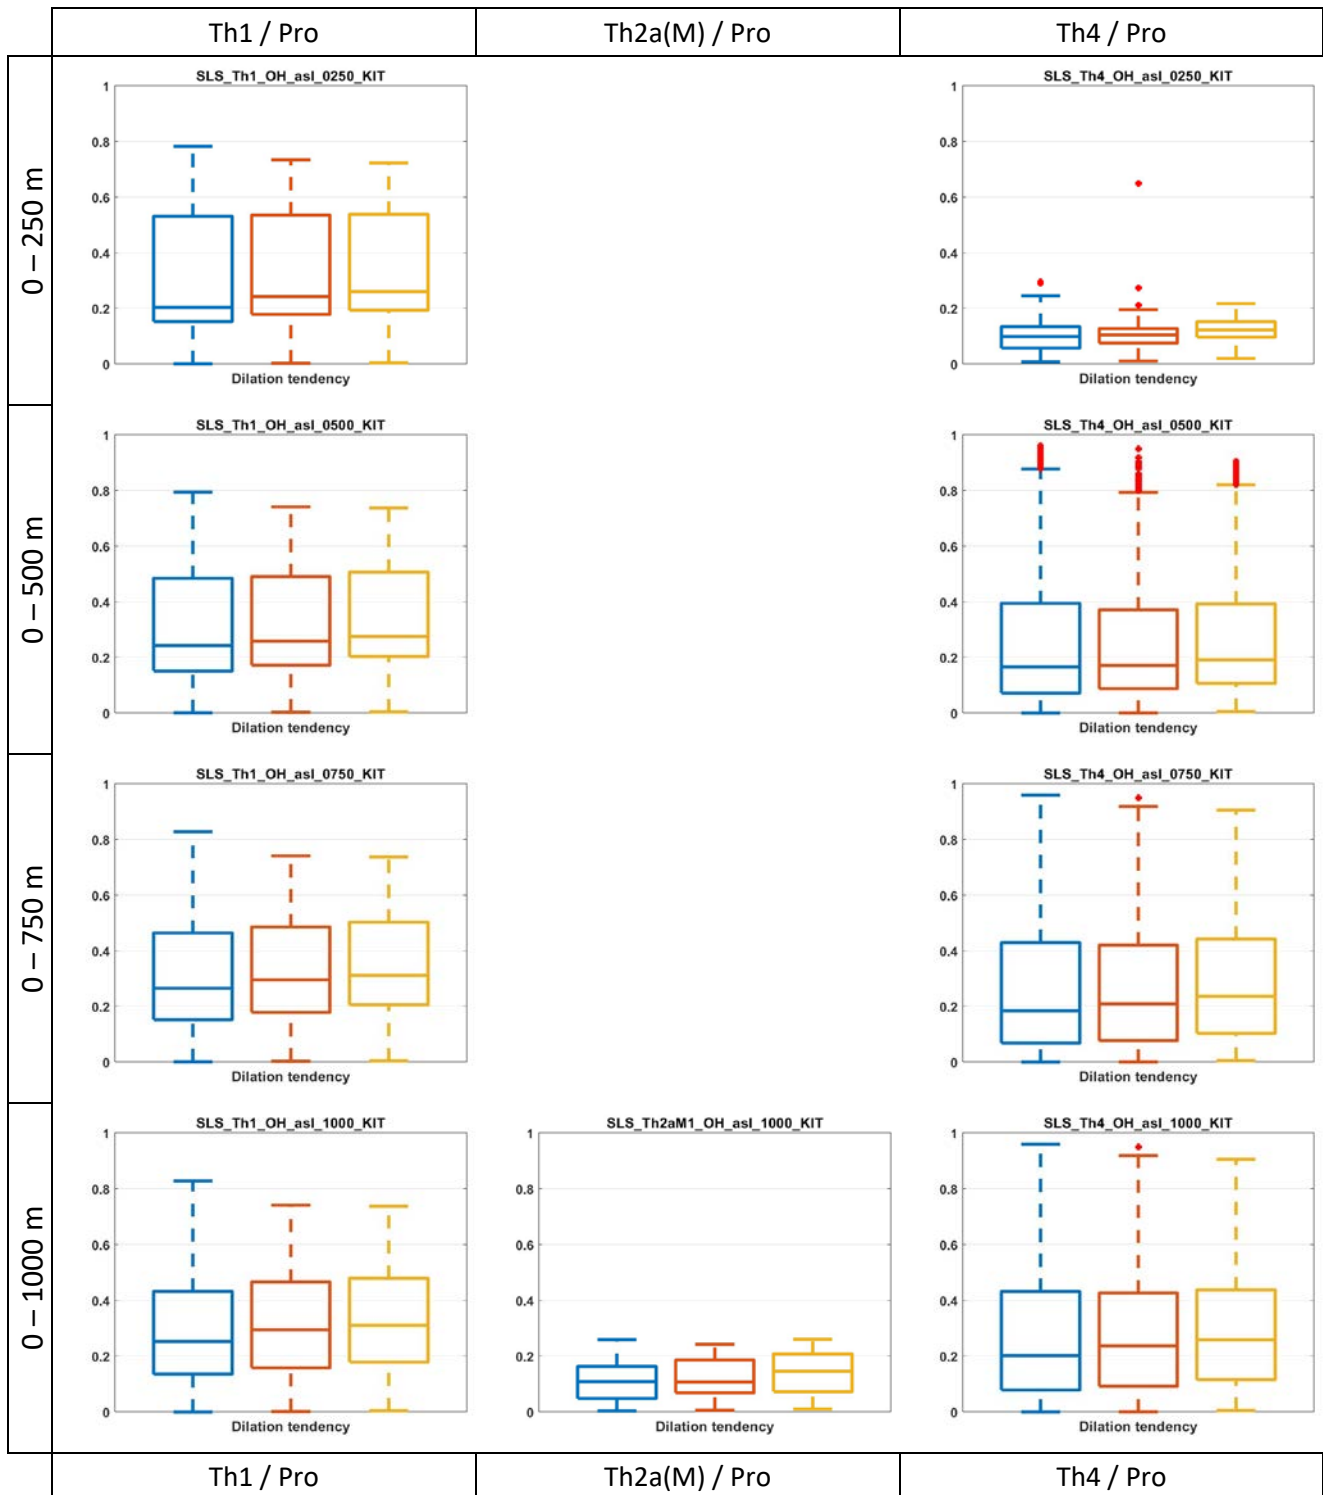 Th1 / Pro
Th2a(M) / Pro
Th4 / Pro
0 – 250 m
SLS_Th1_OH_asl_0250_KIT
1
0.8
0.6
0.4
0.2
0
Dilation tendency
SLS_Th4_OH_asl_0250_KIT
1
0.8
0.6
0.4
0.2
0
Dilation tendency
0 – 500 m
SLS_Th1_OH_asl_0500_KIT
1
0.8
0.6
0.4
0.2
0
Dilation tendency
SLS_Th4_OH_asl_0500_KIT
1
0.8
0.6
0.4
0.2
0
Dilation tendency
0 – 750 m
SLS_Th1_OH_asl_0750_KIT
1
0.8
0.6
0.4
0.2
0
Dilation tendency
SLS_Th4_OH_asl_0750_KIT
1
0.8
0.6
0.4
0.2
0
Dilation tendency
0 – 1000 m
SLS_Th1_OH_asl_1000_KIT
1
0.8
0.6
0.4
0.2
0
Dilation tendency
SLS_Th2aM1_OH_asl_1000_KIT
1
0.8
0.6
0.4
0.2
0
Dilation tendency
SLS_Th4_OH_asl_1000_KIT
1
0.8
0.6
0.4
0.2
0
Dilation tendency
Th1 / Pro
Th2a(M) / Pro
Th4 / Pro